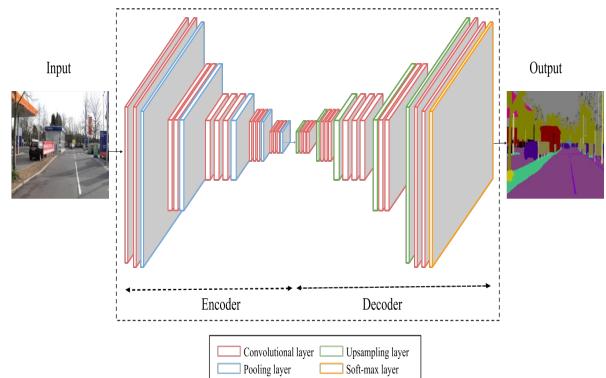 Input
Output
Encoder
Decoder
Convolutional layer
Upsampling layer
Pooling layer
Soft-max layer